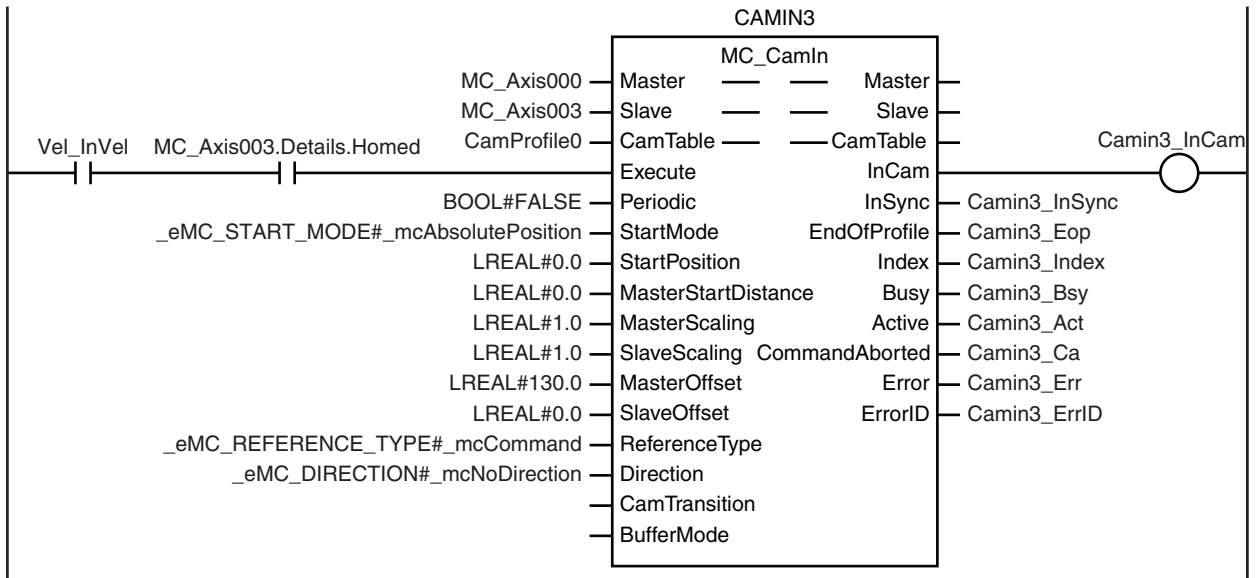 CAMIN3
MC_CamIn
MC_Axis000 Master Master
MC_Axis003 Slave Slave
CamProfile0 CamTable CamTable
Vel_InVel MC_Axis003.Details.Homed Execute InCam Camin3_InCam
BOOL#FALSE Periodic InSync Camin3_InSync
_eMC_START_MODE#_mcAbsolutePosition StartMode EndOfProfile Camin3_Eop
LREAL#0.0 StartPosition Index Camin3_Index
LREAL#0.0 MasterStartDistance Busy Camin3_Bsy
LREAL#1.0 MasterScaling Active Camin3_Act
LREAL#1.0 SlaveScaling CommandAborted Camin3_Ca
LREAL#130.0 MasterOffset Error Camin3_Err
LREAL#0.0 SlaveOffset ErrorID Camin3_ErrID
_eMC_REFERENCE_TYPE#_mcCommand ReferenceType
_eMC_DIRECTION#_mcNoDirection Direction
CamTransition
BufferMode